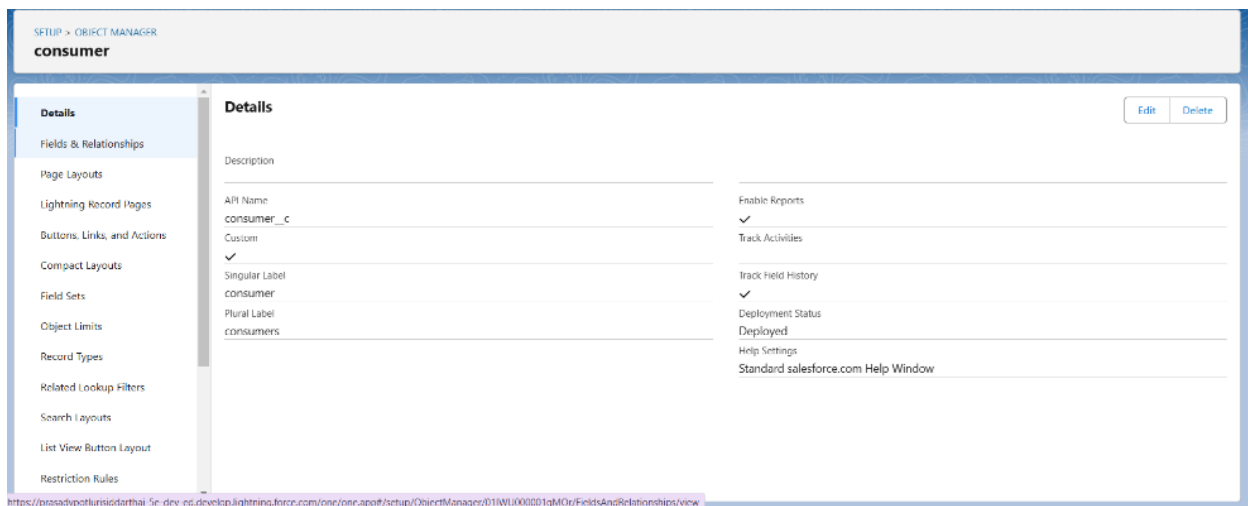 SETUP > OBJECT MANAGER
consumer
Details
Fields & Relationships
Page Layouts
Lightning Record Pages
Buttons, Links, and Actions
Compact Layouts
Field Sets
Object Limits
Record Types
Related Lookup Filters
Search Layouts
List View Button Layout
Restriction Rules
Details
Edit Delete
Description
API Name
consumer__c
Custom
Singular Label
consumer
Plural Label
consumers
Enable Reports
Track Activities
Track Field History
Deployment Status
Deployed
Help Settings
Standard salesforce.com Help Window